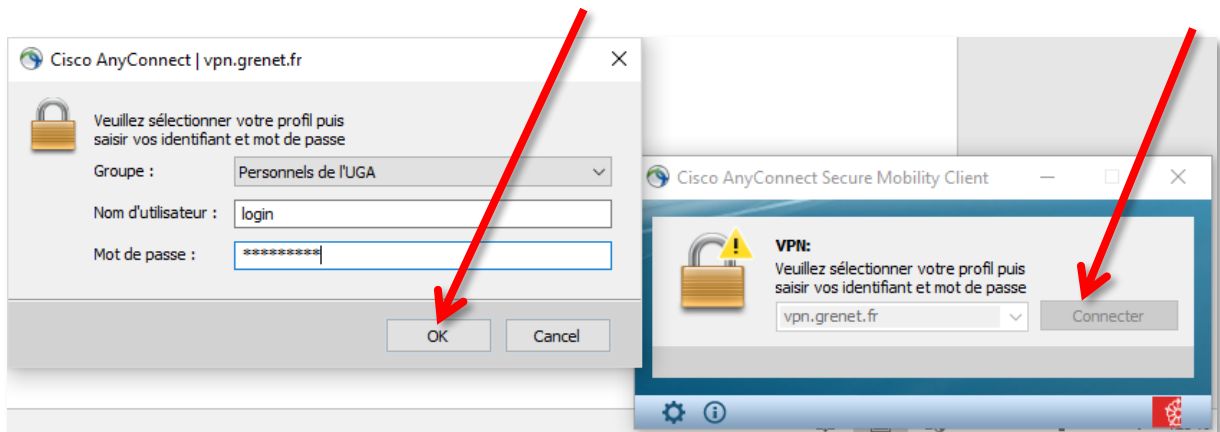 Cisco AnyConnect | vpn.grenet.fr
Veuillez sélectionner votre profil puis
saisir vos identifiant et mot de passe
Groupe :
Personnels de l'UGA
Nom d'utilisateur :
login
Mot de passe :
*********
OK
Cancel
Cisco AnyConnect Secure Mobility Client
VPN:
Veuillez sélectionner votre profil puis
saisir vos identifiant et mot de passe
vpn.grenet.fr
Connecter